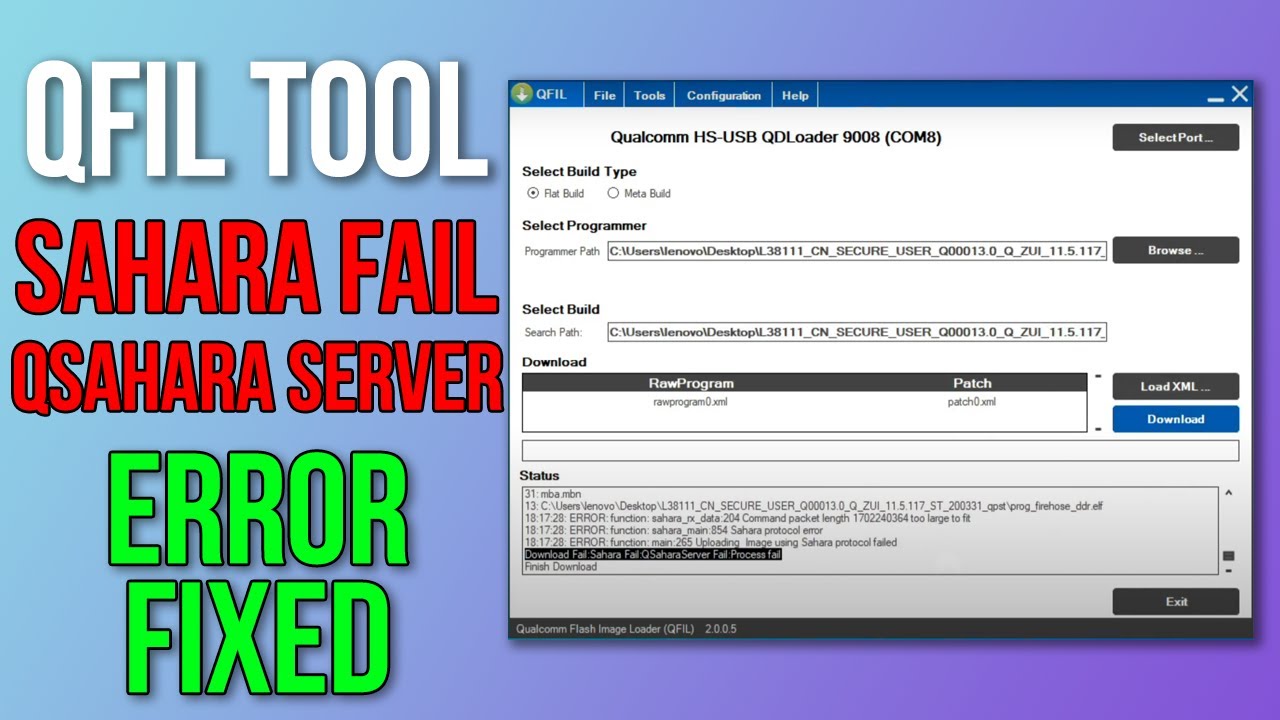 QFIL TOOL
SAHARA FAIL
QSAHARA SERVER
ERROR
FIXED
QFIL File Tools Configuration Help
Qualcomm HS-USB QDLoader 9008 (COM8)
Select Port ...
Select Build Type
Flat Build Meta Build
Select Programmer
Programmer Path C:\Users\lenovo\Desktop\L38111_CN_SECURE_USER_Q00013.0_Q_ZUI_11.5.117_
Browse ...
Select Build
Search Path: C:\Users\lenovo\Desktop\L38111_CN_SECURE_USER_Q00013.0_Q_ZUI_11.5.117_
Download
RawProgram Patch
rawprogram0.xml patch0.xml
Load XML ...
Download
Status
31: mba.mbn
13: C:\Users\lenovo\Desktop\L38111_CN_SECURE_USER_Q00013.0_Q_ZUI_11.5.117_ST_200331_qpst\prog_firehose_ddr.elf
18:17:28: ERROR: function: sahara_rx_data:204 Command packet length 1702240364 too large to fit
18:17:28: ERROR: function: sahara_main:854 Sahara protocol error
18:17:28: ERROR: function: main:265 Uploading Image using Sahara protocol failed
Download Fail:Sahara Fail:QSaharaServer Fail:Process fail
Finish Download
Exit
Qualcomm Flash Image Loader (QFIL) 2.0.0.5